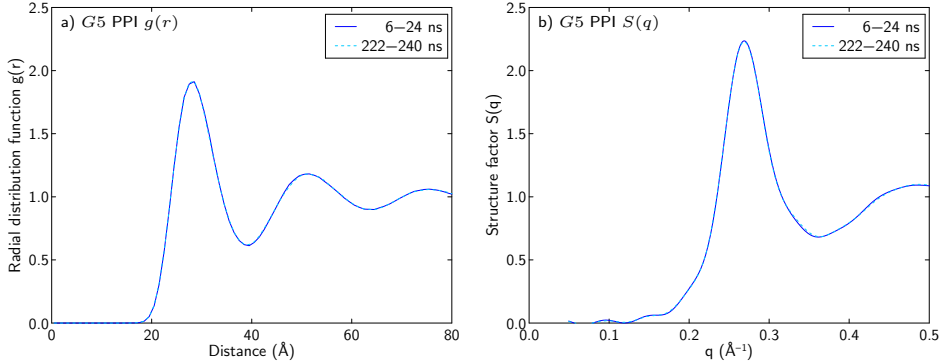 a) G5 PPI g(r)
6—24 ns
222—240 ns
Radial distribution function g(r)
2.5
2.0
1.5
1.0
0.5
0.0
0
20
40
60
80
Distance (Å)
b) G5 PPI S(q)
6—24 ns
222—240 ns
Structure factor S(q)
2.5
2.0
1.5
1.0
0.5
0.0
0.0
0.1
0.2
0.3
0.4
0.5
q (Å⁻¹)